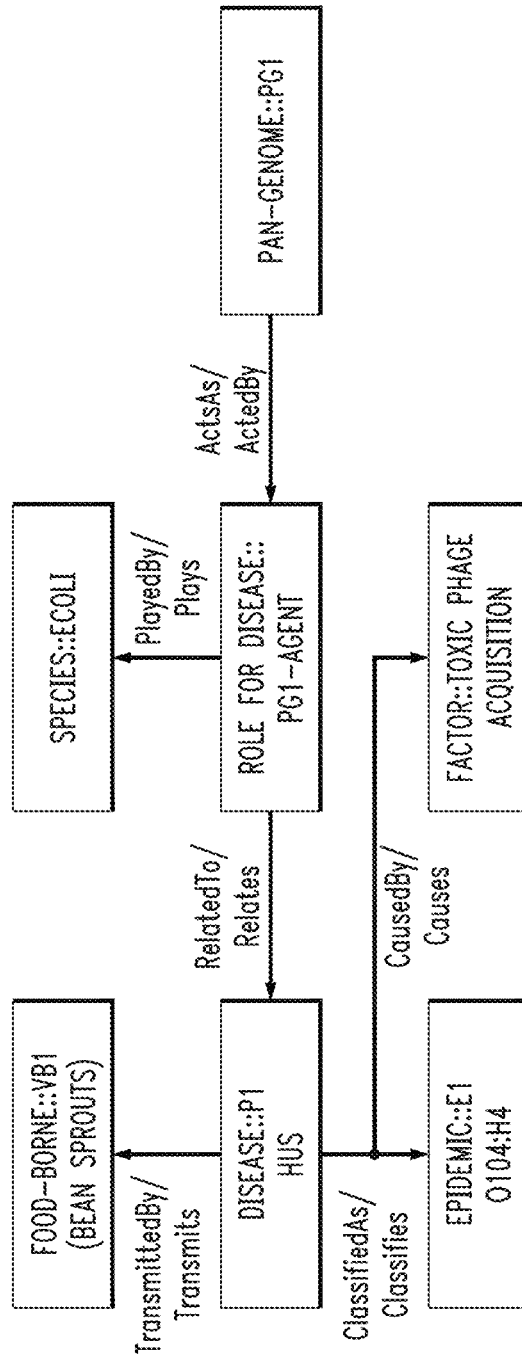 FOOD-BORNE::VB1
(BEAN SPROUTS)
SPECIES::ECOLI
TransmittedBy/
Transmits
PlayedBy/
Plays
DISEASE::P1
HUS
RelatedTo/
Relates
ROLE FOR DISEASE::
PG1-AGENT
ActsAs/
ActedBy
PAN-GENOME::PG1
ClassifiedAs/
Classifies
CausedBy/
Causes
EPIDEMIC::E1
O104:H4
FACTOR::TOXIC PHAGE
ACQUISITION